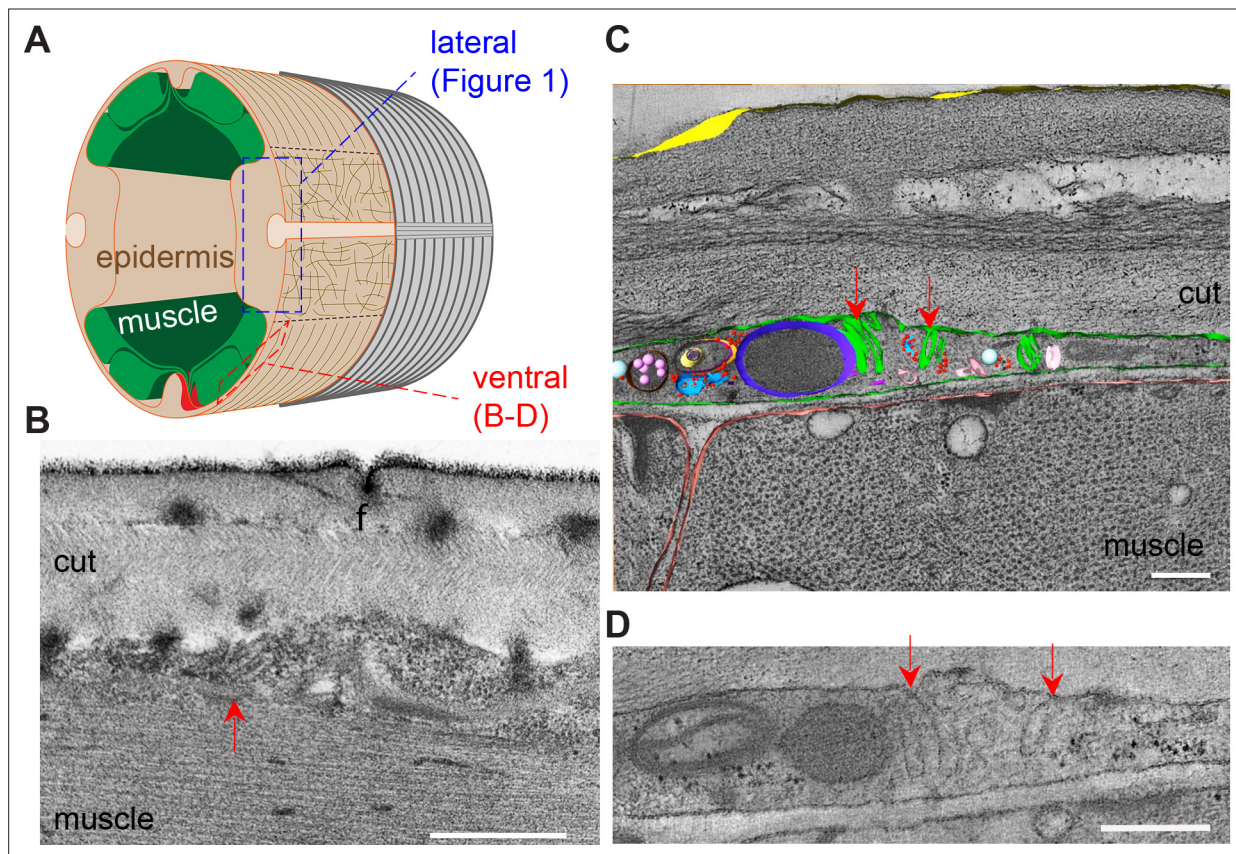 A
lateral
(Figure 1)
epidermis
muscle
ventral
(B-D)
B
f
cut
muscle
C
cut
muscle
D